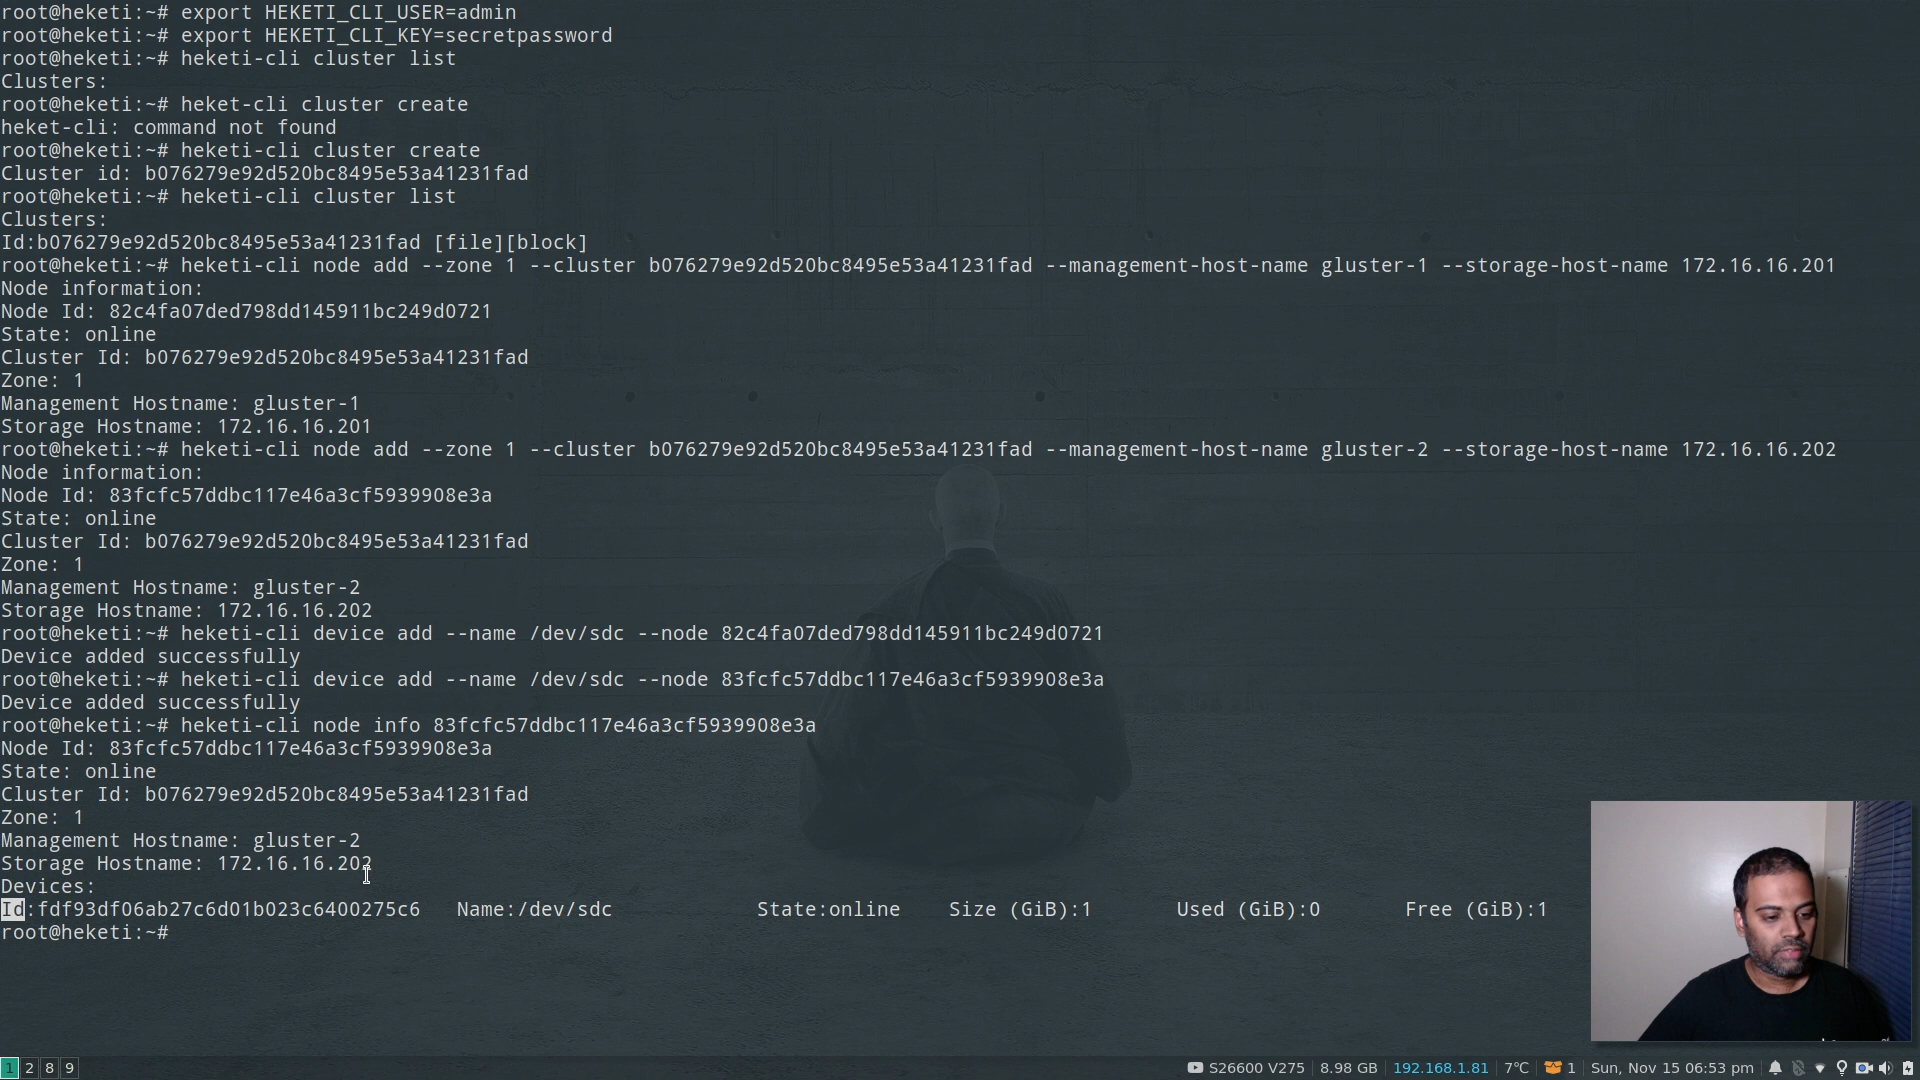 root@heketi:~# export HEKETI_CLI_USER=admin
root@heketi:~# export HEKETI_CLI_KEY=secretpassword
root@heketi:~# heketi-cli cluster list
Clusters:
root@heketi:~# heket-cli cluster create
heket-cli: command not found
root@heketi:~# heketi-cli cluster create
Cluster id: b076279e92d520bc8495e53a41231fad
root@heketi:~# heketi-cli cluster list
Clusters:
Id:b076279e92d520bc8495e53a41231fad [file][block]
root@heketi:~# heketi-cli node add --zone 1 --cluster b076279e92d520bc8495e53a41231fad --management-host-name gluster-1 --storage-host-name 172.16.16.201
Node information:
Node Id: 82c4fa07ded798dd145911bc249d0721
State: online
Cluster Id: b076279e92d520bc8495e53a41231fad
Zone: 1
Management Hostname: gluster-1
Storage Hostname: 172.16.16.201
root@heketi:~# heketi-cli node add --zone 1 --cluster b076279e92d520bc8495e53a41231fad --management-host-name gluster-2 --storage-host-name 172.16.16.202
Node information:
Node Id: 83fcfc57ddbc117e46a3cf5939908e3a
State: online
Cluster Id: b076279e92d520bc8495e53a41231fad
Zone: 1
Management Hostname: gluster-2
Storage Hostname: 172.16.16.202
root@heketi:~# heketi-cli device add --name /dev/sdc --node 82c4fa07ded798dd145911bc249d0721
Device added successfully
root@heketi:~# heketi-cli device add --name /dev/sdc --node 83fcfc57ddbc117e46a3cf5939908e3a
Device added successfully
root@heketi:~# heketi-cli node info 83fcfc57ddbc117e46a3cf5939908e3a
Node Id: 83fcfc57ddbc117e46a3cf5939908e3a
State: online
Cluster Id: b076279e92d520bc8495e53a41231fad
Zone: 1
Management Hostname: gluster-2
Storage Hostname: 172.16.16.202
Devices:
Id:fdf93df06ab27c6d01b023c6400275c6 Name:/dev/sdc State:online Size (GiB):1 Used (GiB):0 Free (GiB):1
root@heketi:~#
1 2 8 9 S26600 V275 8.98 GB 192.168.1.81 7°C 1 Sun, Nov 15 06:53 pm